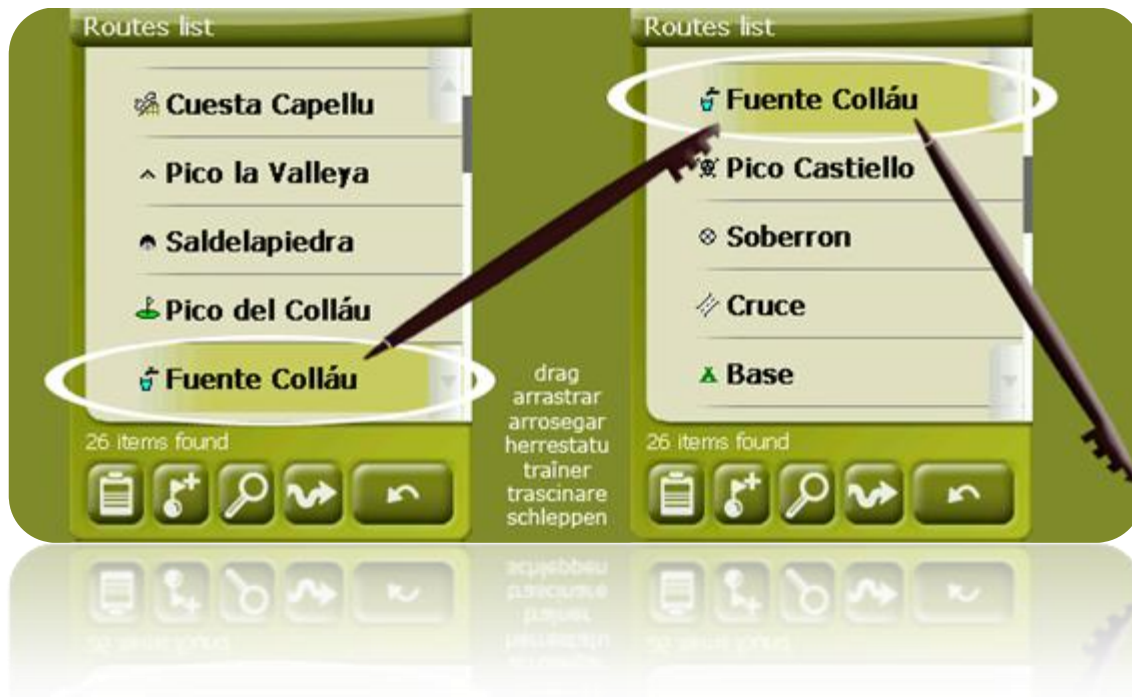 Routes list
Cuesta Capellu
Pico la Valleya
Saldelapiedra
Pico del Colláu
Fuente Colláu
26 items found
drag
arrastrar
arrosegar
herrestatu
traîner
trascinare
schleppen
Routes list
Fuente Colláu
Pico Castiello
Soberron
Cruce
Base
26 items found